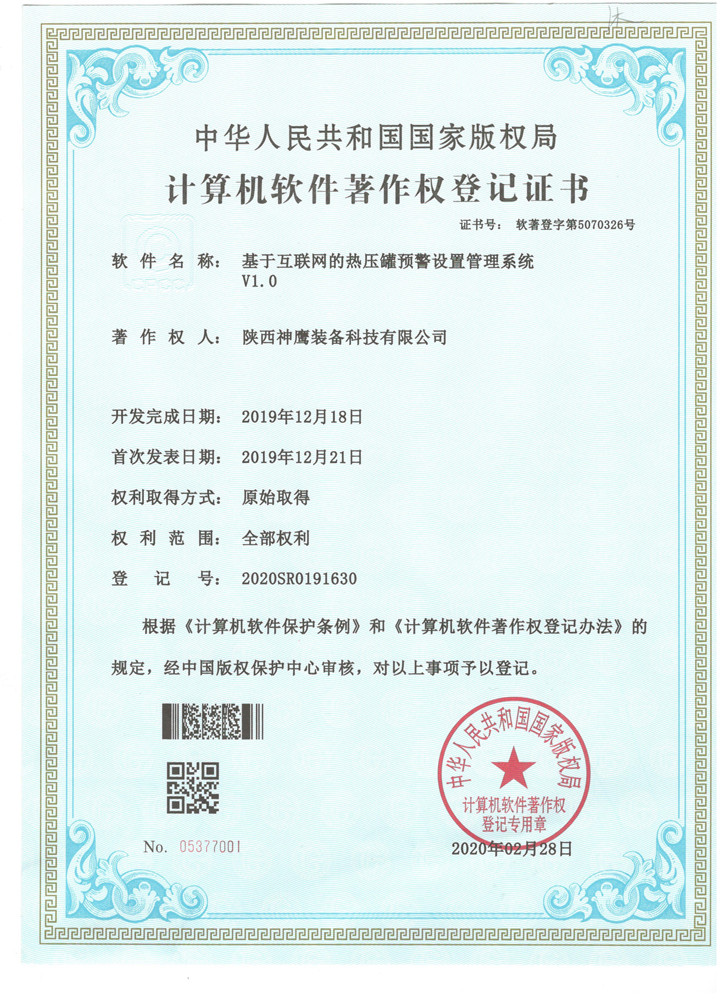 中华人民共和国国家版权局
计算机软件著作权登记证书
证书号： 软著登字第5070326号
软件名称： 基于互联网的热压罐预警设置管理系统
V1.0
著作权人： 陕西神鹰装备科技有限公司
开发完成日期： 2019年12月18日
首次发表日期： 2019年12月21日
权利取得方式： 原始取得
权利范围： 全部权利
登记号： 2020SR0191630
根据《计算机软件保护条例》和《计算机软件著作权登记办法》的
规定，经中国版权保护中心审核，对以上事项予以登记。
中华人民共和国国家版权局
计算机软件著作权
登记专用章
No. 05377001
2020年02月28日